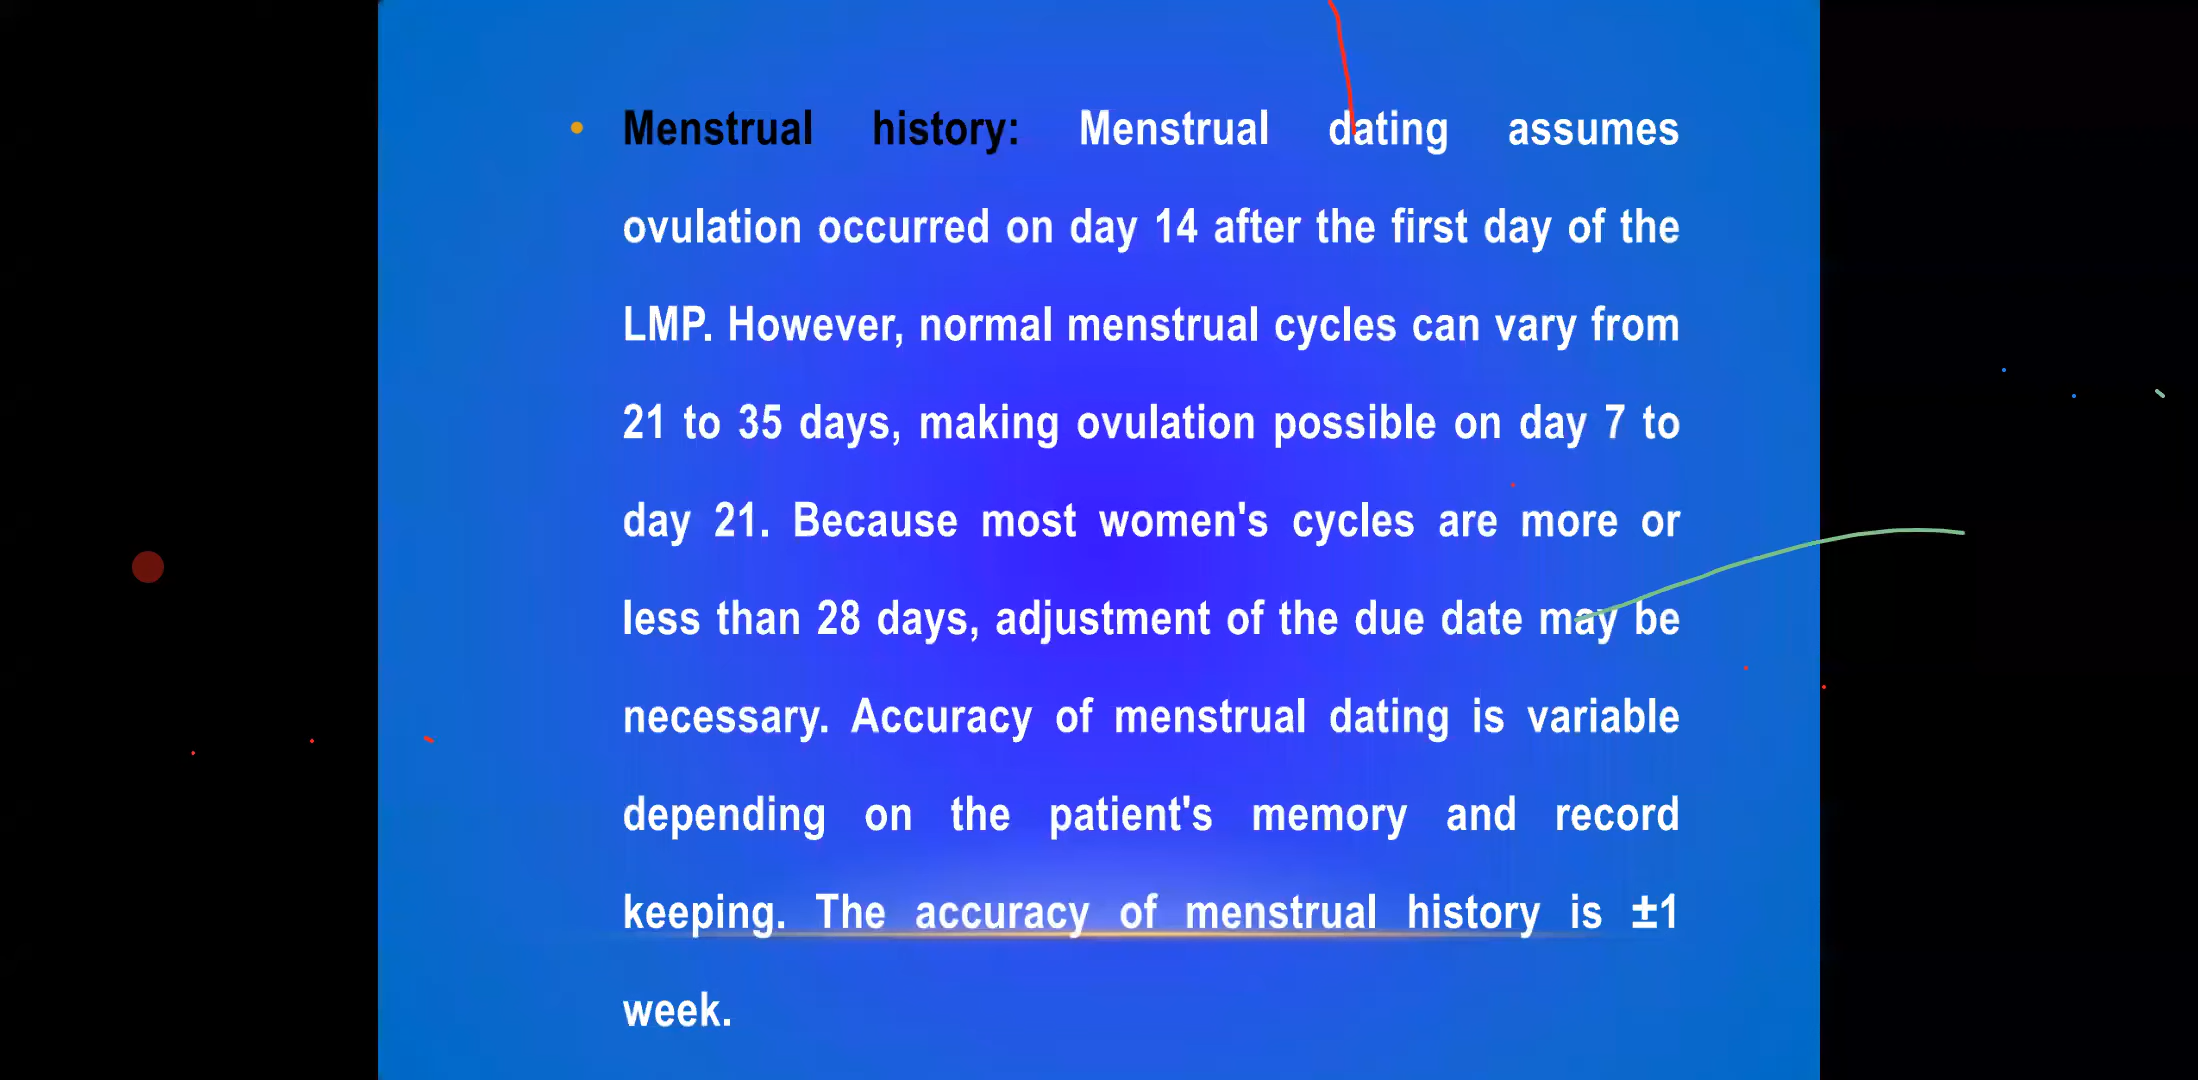 • Menstrual history: Menstrual dating assumes
ovulation occurred on day 14 after the first day of the
LMP. However, normal menstrual cycles can vary from
21 to 35 days, making ovulation possible on day 7 to
day 21. Because most women's cycles are more or
less than 28 days, adjustment of the due date may be
necessary. Accuracy of menstrual dating is variable
depending on the patient's memory and record
keeping. The accuracy of menstrual history is ±1
week.